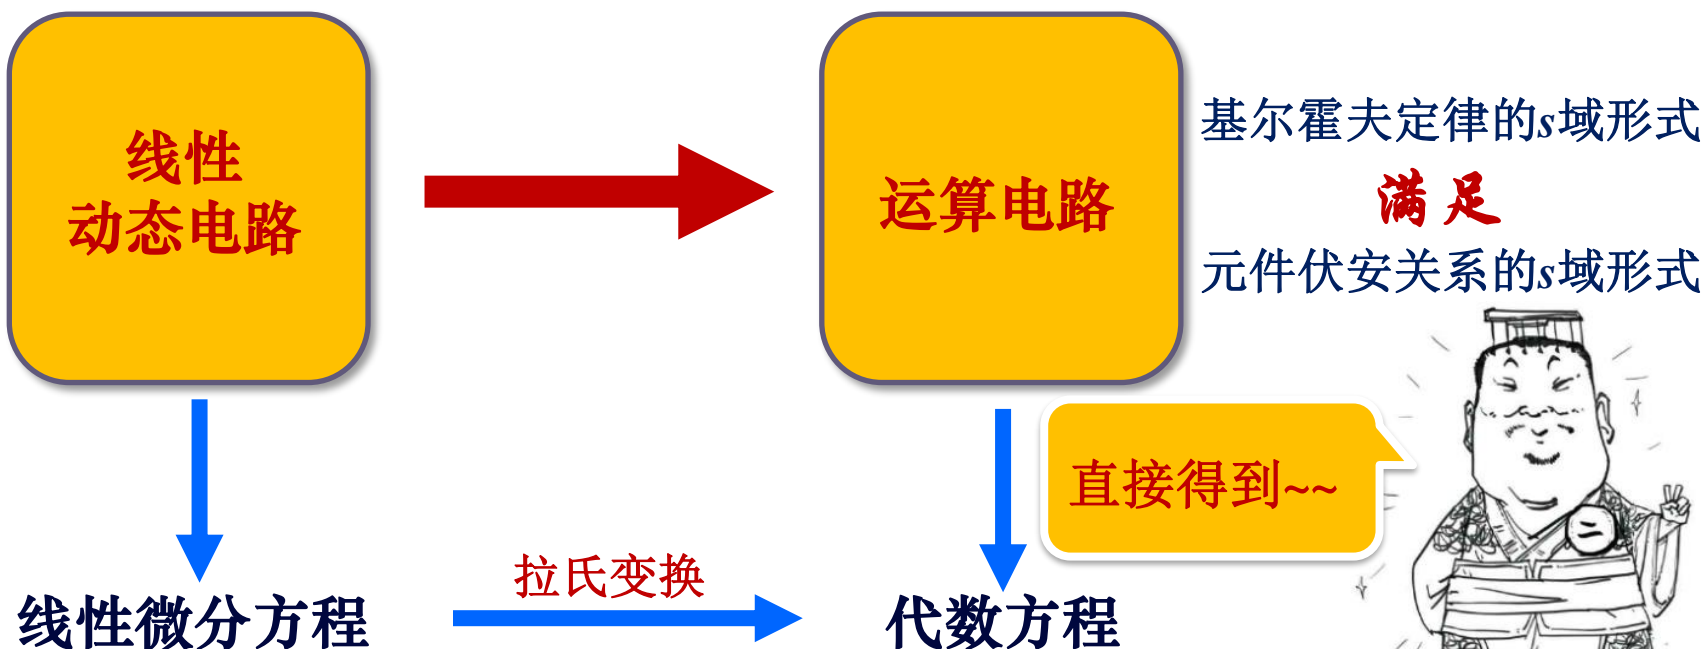 线性
动态电路
运算电路
基尔霍夫定律的s域形式
满足
元件伏安关系的s域形式
直接得到~~
二
线性微分方程
拉氏变换
代数方程